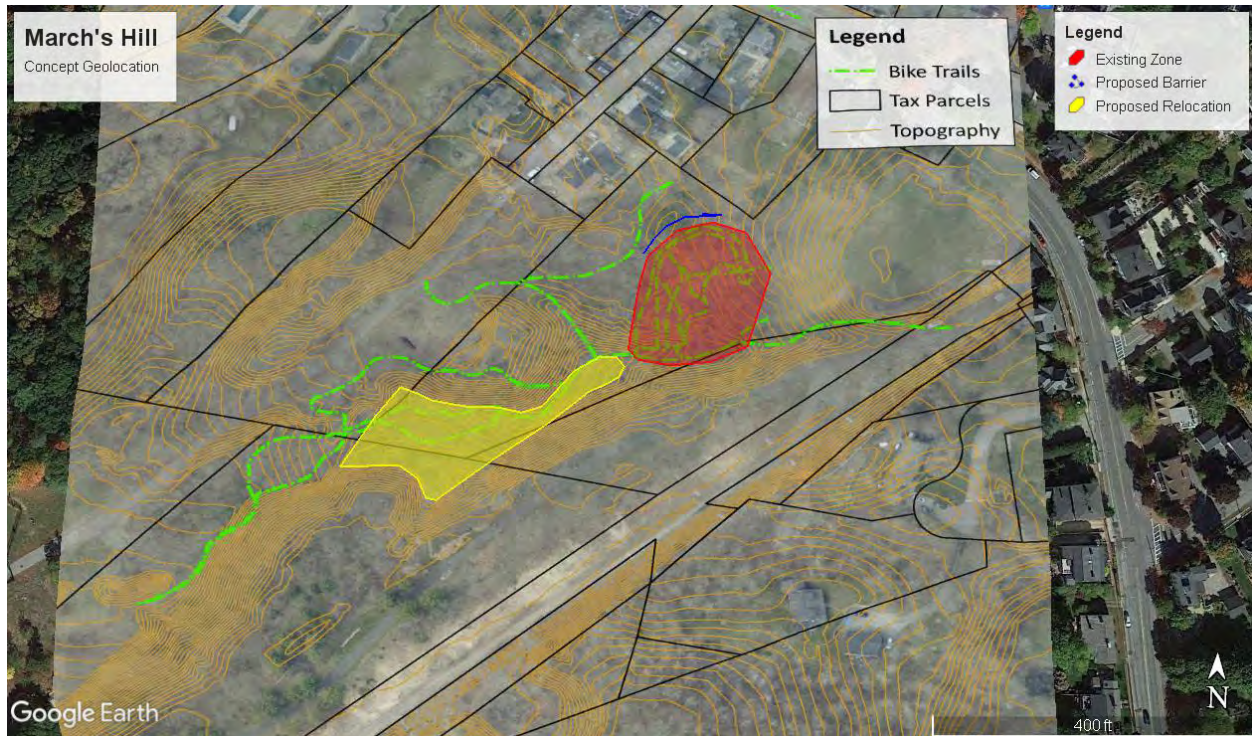 March's Hill
Concept Geolocation
Legend
Bike Trails
Tax Parcels
Topography
Legend
Existing Zone
Proposed Barrier
Proposed Relocation
Google Earth
N
400 ft